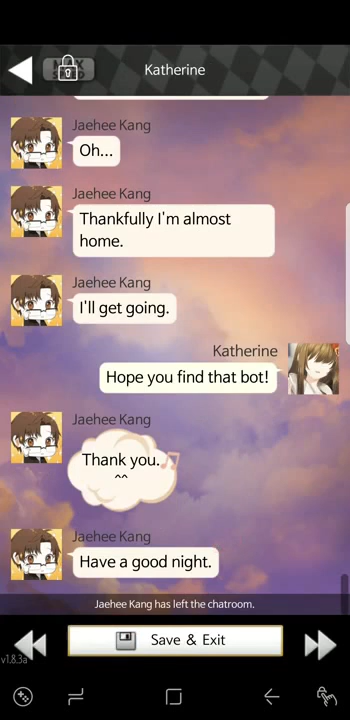 Katherine
Jaehee Kang
Oh...
Jaehee Kang
Thankfully I'm almost
home.
Jaehee Kang
I'll get going.
Katherine
Hope you find that bot!
Jaehee Kang
Thank you.
^^
Jaehee Kang
Have a good night.
Jaehee Kang has left the chatroom.
Save & Exit
v1.8.3a